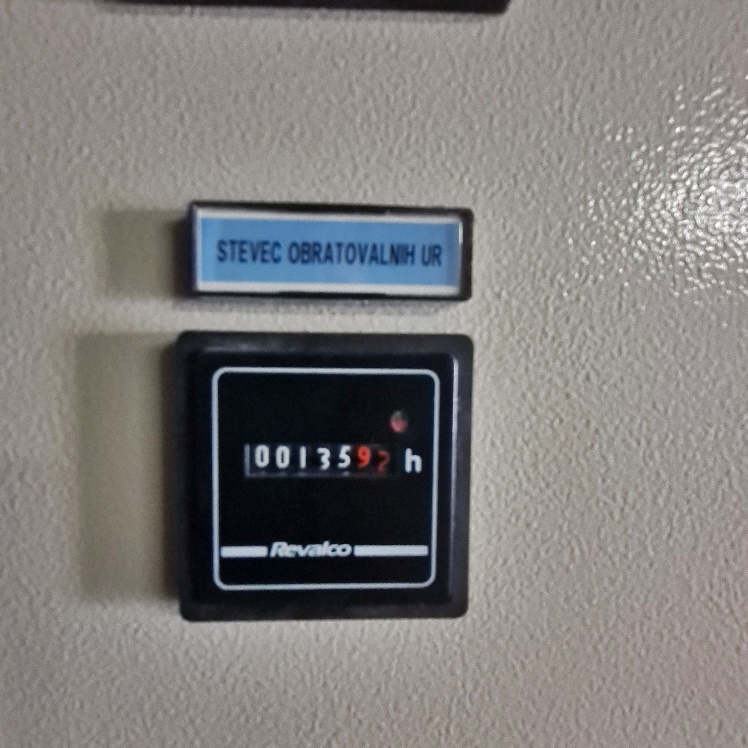 STEVEC OBRATOVALNIH UR
0013592 h
Revalco